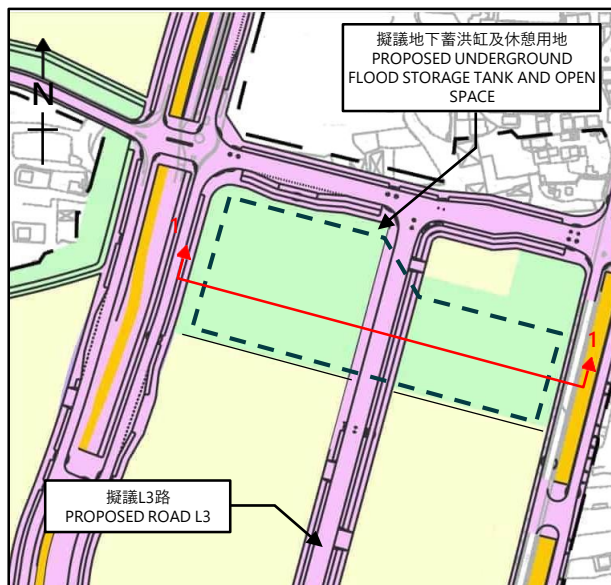 擬議地下蓄洪缸及休憩用地
PROPOSED UNDERGROUND
FLOOD STORAGE TANK AND OPEN
SPACE
N
1
1
擬議L3路
PROPOSED ROAD L3